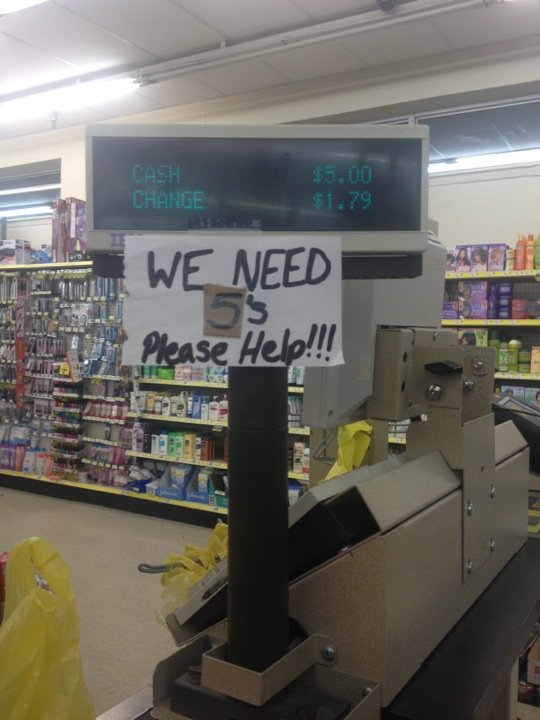 CASH $5.00
CHANGE $1.79
WE NEED
5's
Please Help!!!